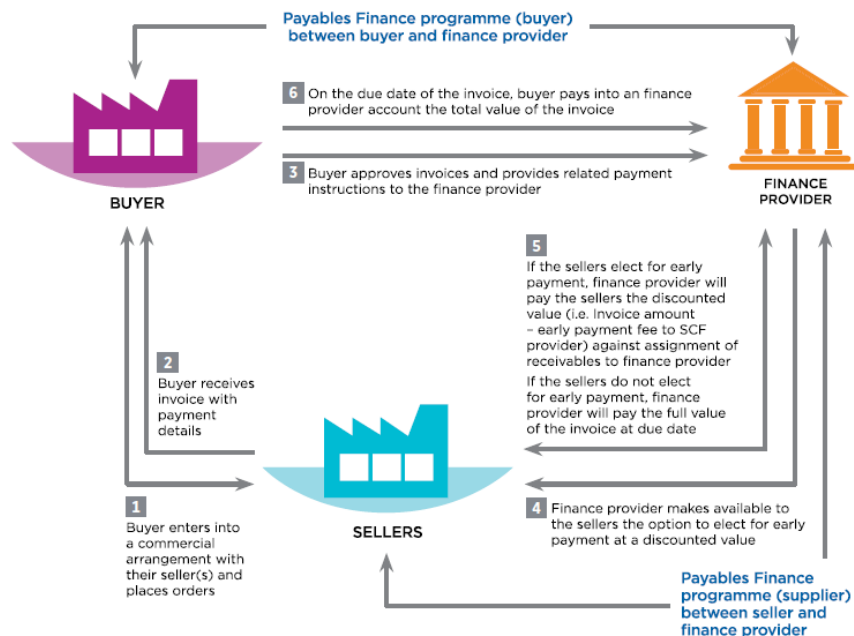 Payables Finance programme (buyer)
between buyer and finance provider
6
On the due date of the invoice, buyer pays into an finance
provider account the total value of the invoice
3
Buyer approves invoices and provides related payment
instructions to the finance provider
BUYER
FINANCE
PROVIDER
5
If the sellers elect for early
payment, finance provider will
pay the sellers the discounted
value (i.e. Invoice amount
– early payment fee to SCF
provider) against assignment of
receivables to finance provider
If the sellers do not elect
for early payment, finance
provider will pay the full value
of the invoice at due date
2
Buyer receives
invoice with
payment
details
1
Buyer enters into
a commercial
arrangement with
their seller(s) and
places orders
SELLERS
4
Finance provider makes available to
the sellers the option to elect for early
payment at a discounted value
Payables Finance
programme (supplier)
between seller and
finance provider